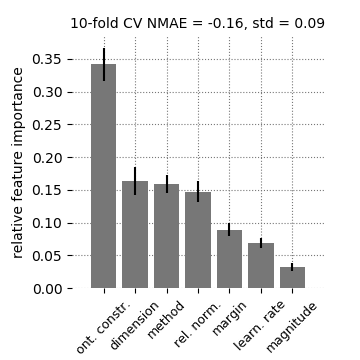 10-fold CV NMAE = -0.16, std = 0.09
relative feature importance
0.35
0.30
0.25
0.20
0.15
0.10
0.05
0.00
ont. constr.
dimension
method
rel. norm.
margin
learn. rate
magnitude